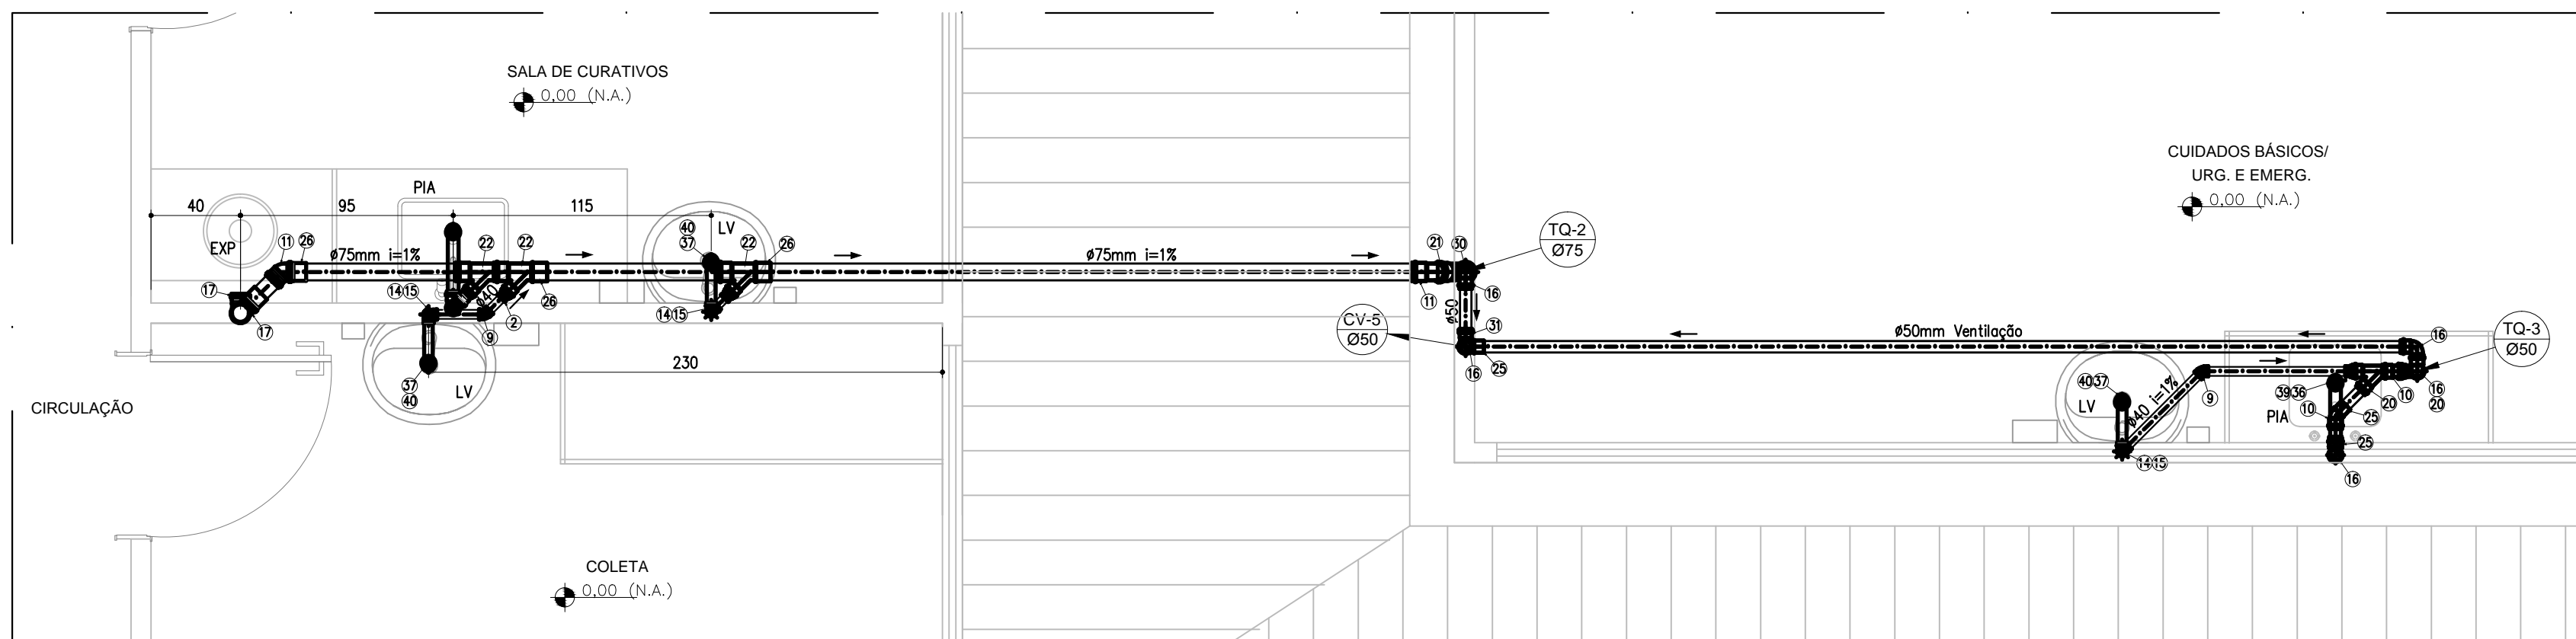 SALA DE CURATIVOS
0,00 (N.A.)
CUIDADOS BÁSICOS/
URG. E EMERG.
0,00 (N.A.)
PIA
40
95
115
EXP
11
26
Ø75mm i=1%
22
22
40
37
LV
22
26
Ø75mm i=1%
21
30
TQ-2
Ø75
17
17
14 15
Ø40
26
2
9
14 15
11
16
Ø50
31
CV-5
Ø50
16
25
Ø50mm Ventilação
16
TQ-3
Ø50
230
37
40
LV
40 37
LV
Ø40 i=1%
9
39 36
10
PIA
20
10
16
20
25
25
14 15
16
CIRCULAÇÃO
COLETA
0,00 (N.A.)